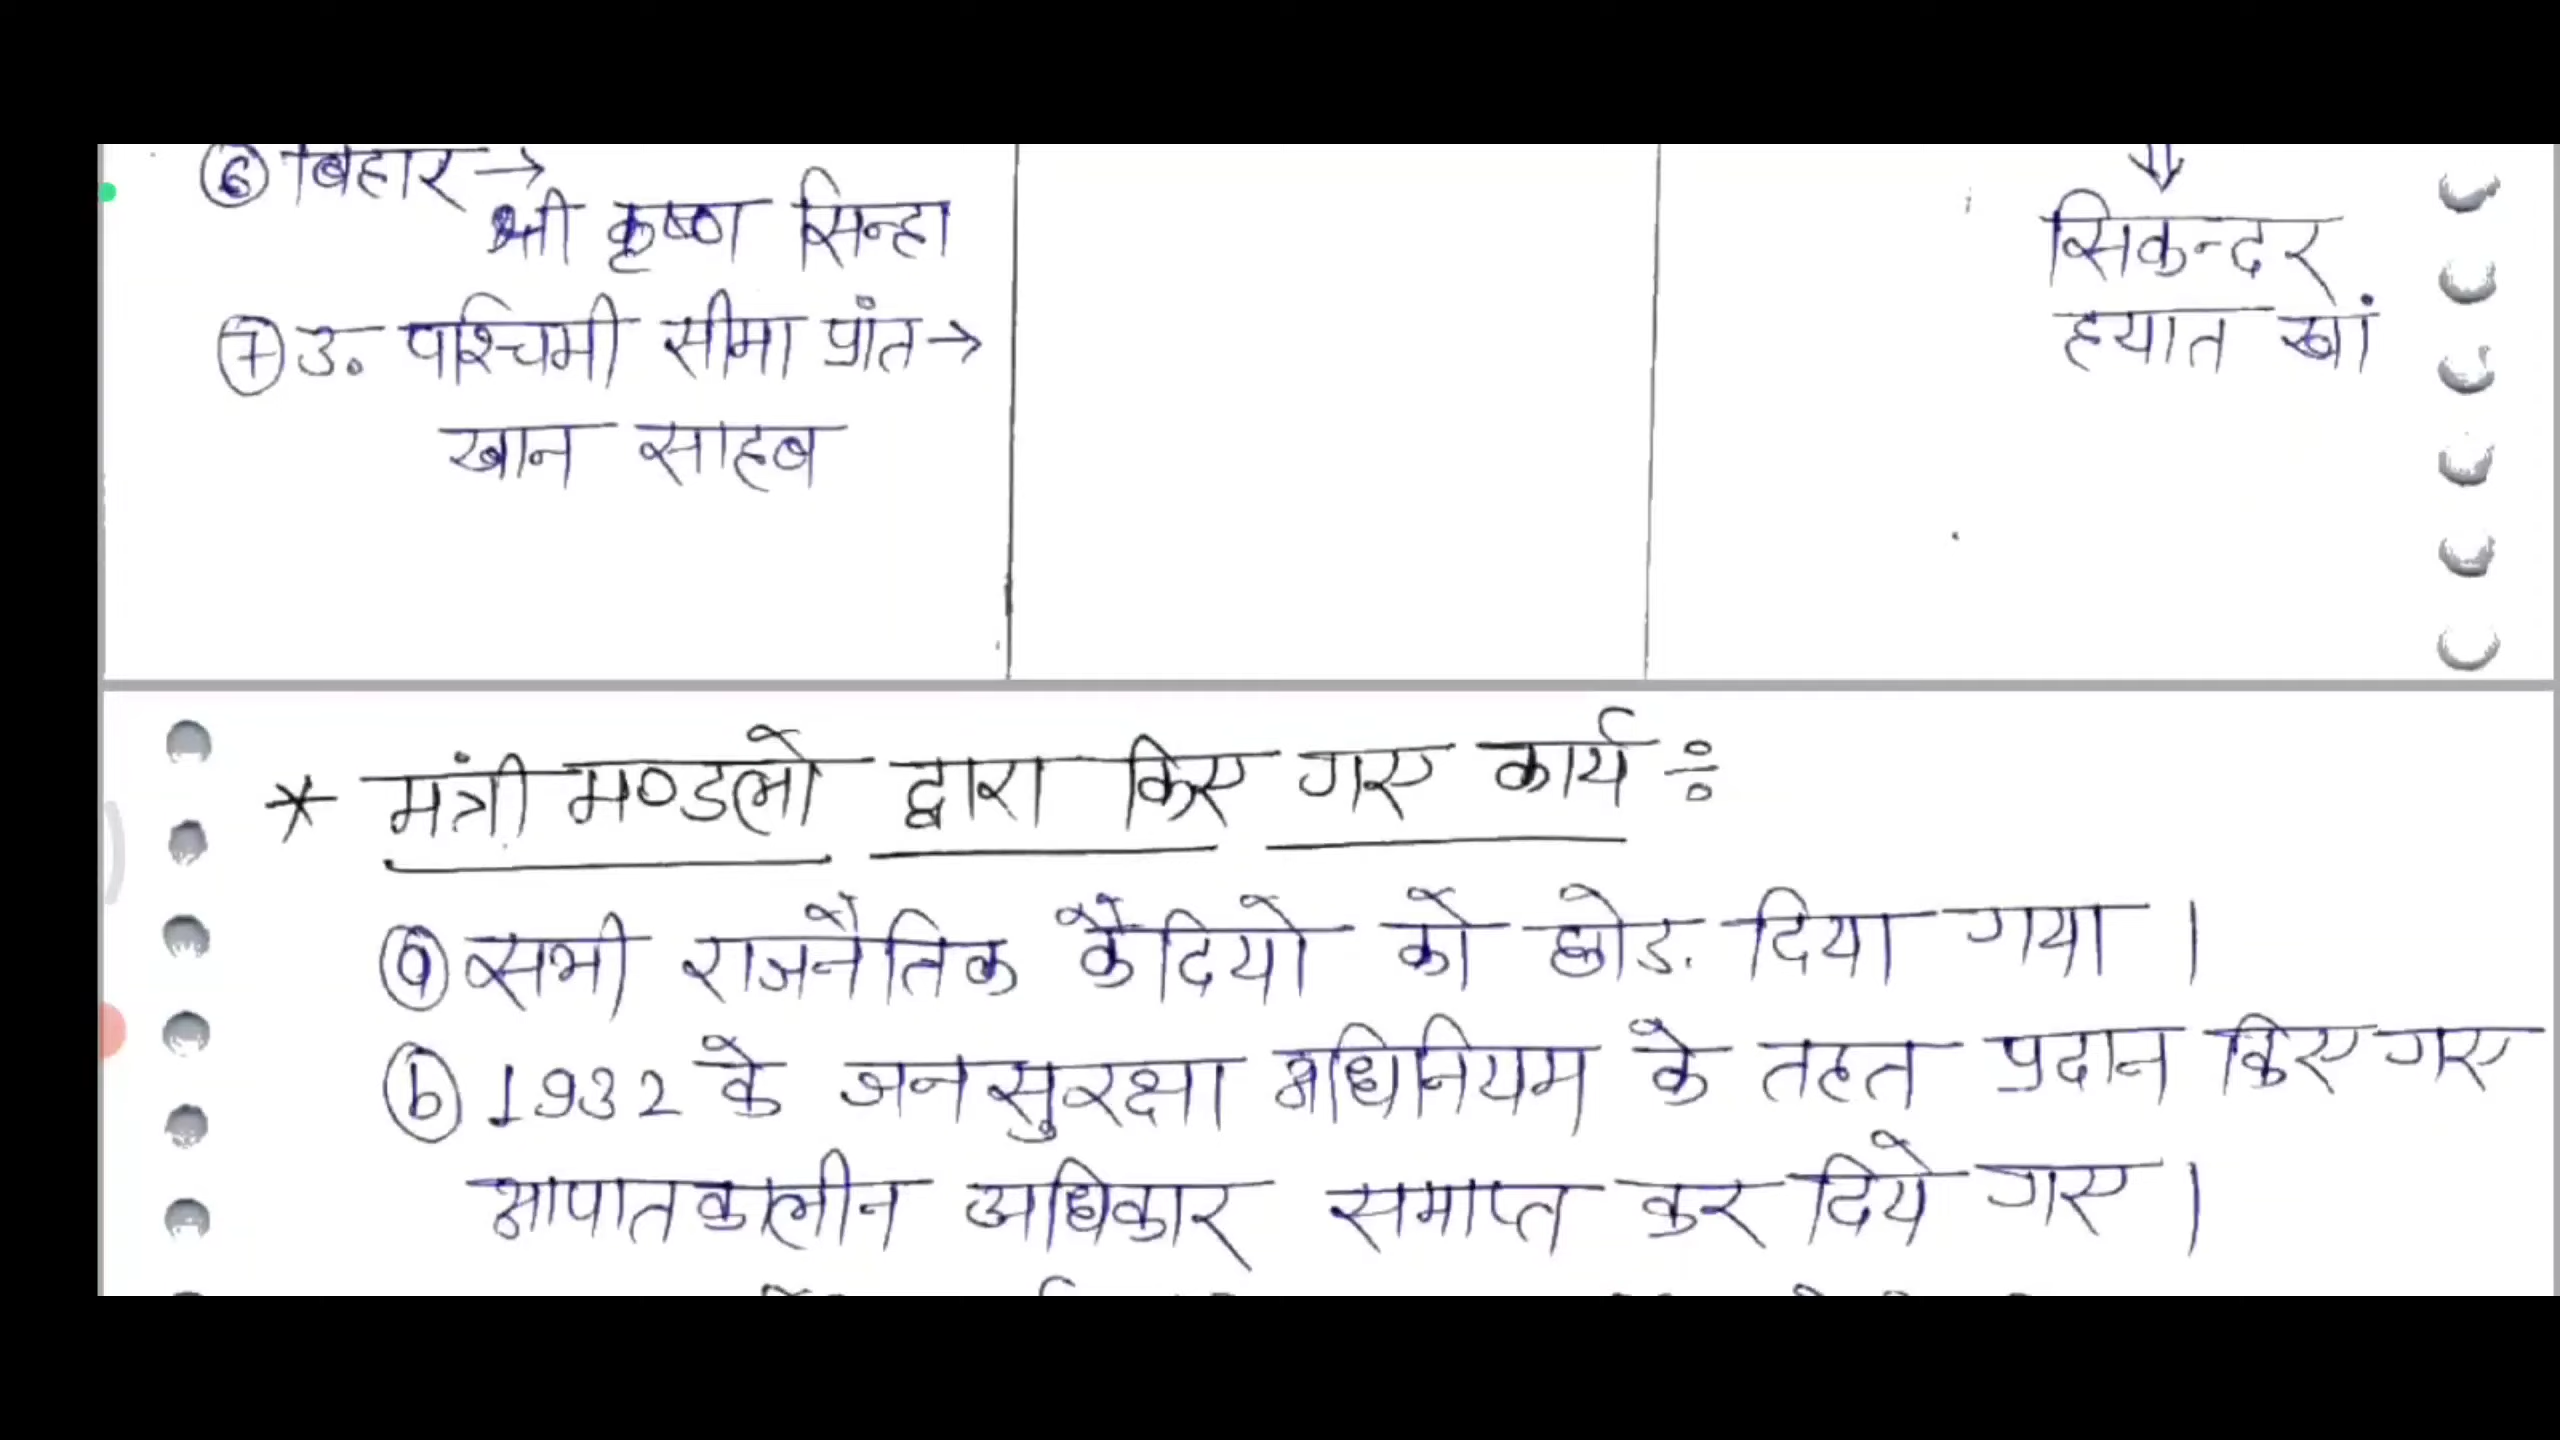 ⑥ बिहार →
श्री कृष्ण सिन्हा
⑦ उ. पश्चिमी सीमा प्रांत →
खान साहब
⇓
सिकन्दर
हयात खां
* मंत्री मण्डलो द्वारा किए गए कार्य ÷
ⓐ सभी राजनैतिक कैदियो को छोड़ दिया गया ।
ⓑ 1932 के जन सुरक्षा अधिनियम के तहत प्रदान किए गए
आपातकालीन अधिकार समाप्त कर दिये गए ।